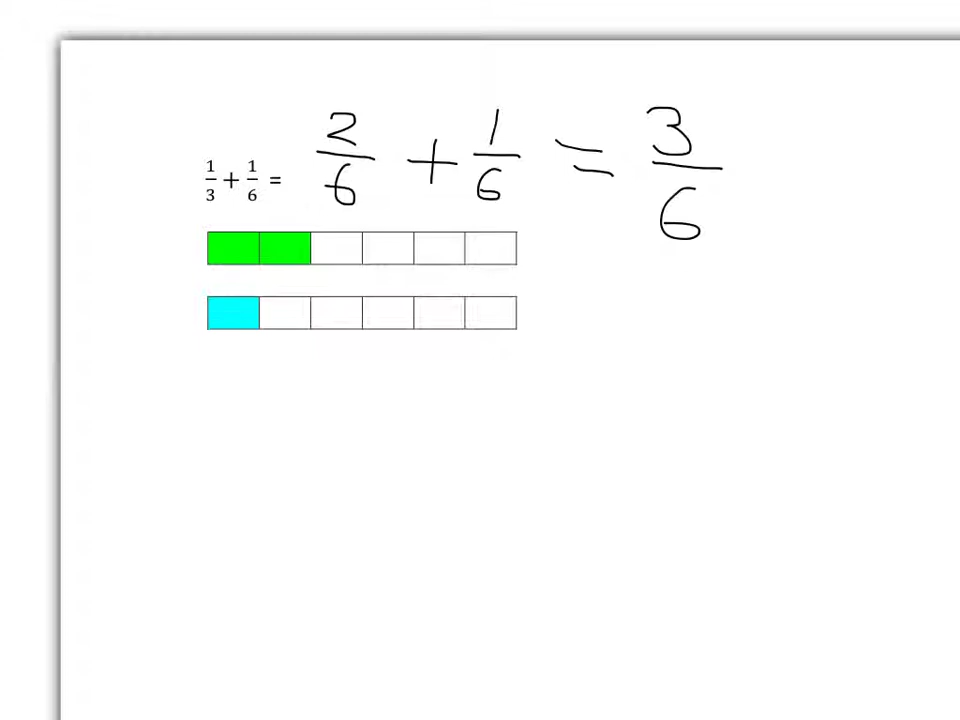 1/3 + 1/6 = 2/6 + 1/6 = 3/6